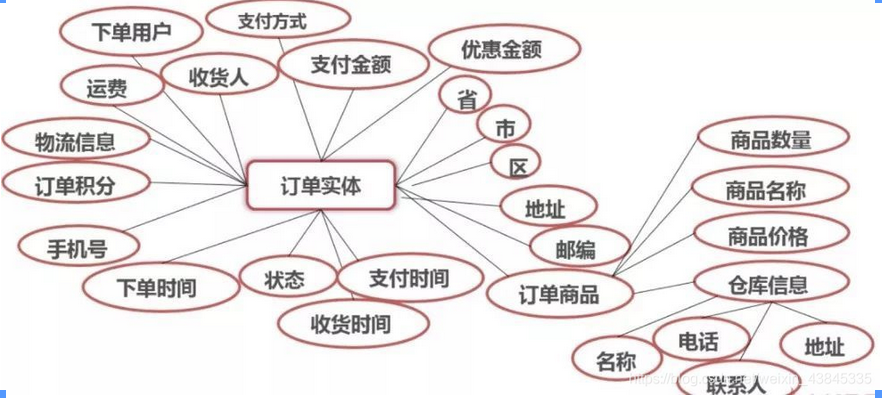 下单用户
支付方式
运费
收货人
支付金额
优惠金额
省
市
区
物流信息
订单积分
订单实体
地址
邮编
手机号
下单时间
状态
支付时间
收货时间
订单商品
商品数量
商品名称
商品价格
仓库信息
名称
电话
联系人
地址
https://blog.csdn.net/weixin_43845335